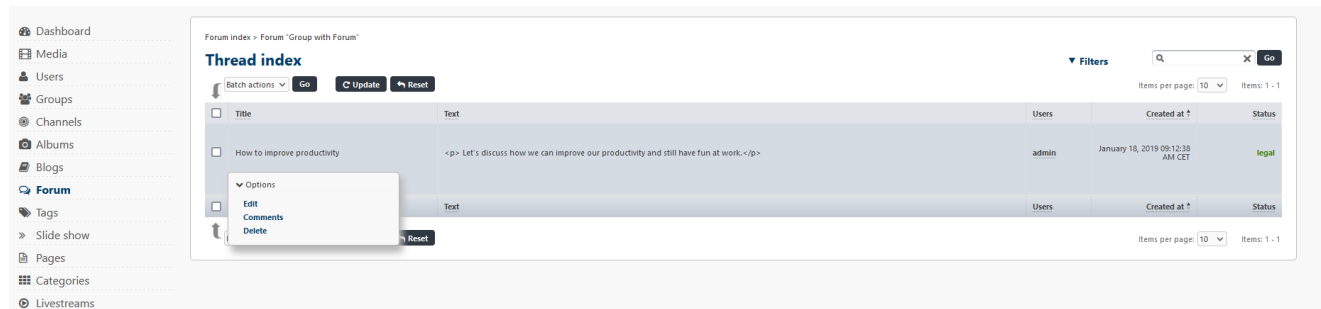 Dashboard
Media
Users
Groups
Channels
Albums
Blogs
Forum
Tags
Slide show
Pages
Categories
Livestreams
Forum index > Forum "Group with Forum"
Thread index
Filters
Go
Batch actions
Go
Update
Reset
Items per page: 10
Items: 1 - 1
Title Text Users Created at Status
How to improve productivity <p> Let's discuss how we can improve our productivity and still have fun at work.</p> admin January 18, 2019 09:12:38 AM CET legal
Options
Edit
Comments
Delete
Text Users Created at Status
Reset
Items per page: 10
Items: 1 - 1